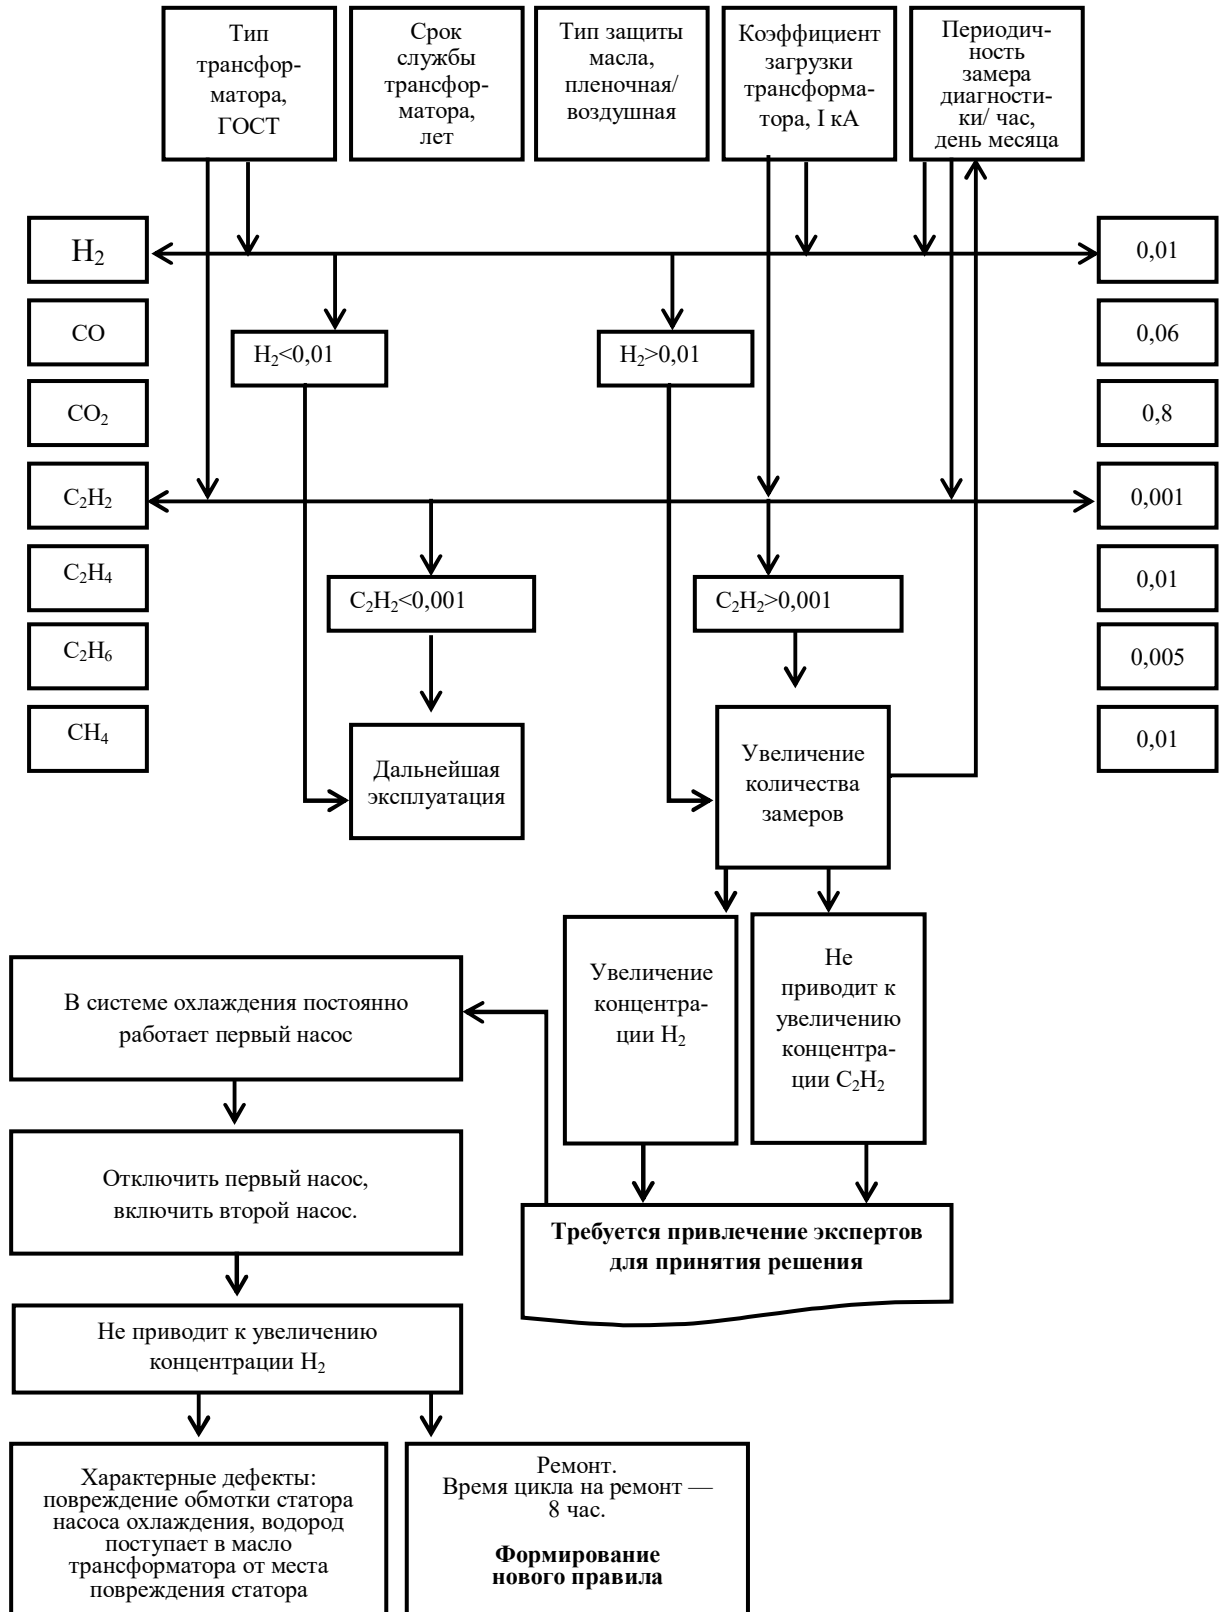 Тип
трансфор-
матора,
ГОСТ
Срок
службы
трансфор-
матора,
лет
Тип защиты
масла,
пленочная/
воздушная
Коэффициент
загрузки
трансформа-
тора, I кА
Периодич-
ность
замера
диагности-
ки/ час,
день месяца
H₂
0,01
CO
H₂<0,01
H₂>0,01
0,06
CO₂
0,8
C₂H₂
0,001
C₂H₄
C₂H₂<0,001
C₂H₂>0,001
0,01
C₂H₆
0,005
CH₄
0,01
Дальнейшая
эксплуатация
Увеличение
количества
замеров
Увеличение
концентра-
ции H₂
Не
приводит к
увеличению
концентра-
ции C₂H₂
В системе охлаждения постоянно
работает первый насос
Отключить первый насос,
включить второй насос.
Требуется привлечение экспертов
для принятия решения
Не приводит к увеличению
концентрации H₂
Характерные дефекты:
повреждение обмотки статора
насоса охлаждения, водород
поступает в масло
трансформатора от места
повреждения статора
Ремонт.
Время цикла на ремонт —
8 час.
Формирование
нового правила